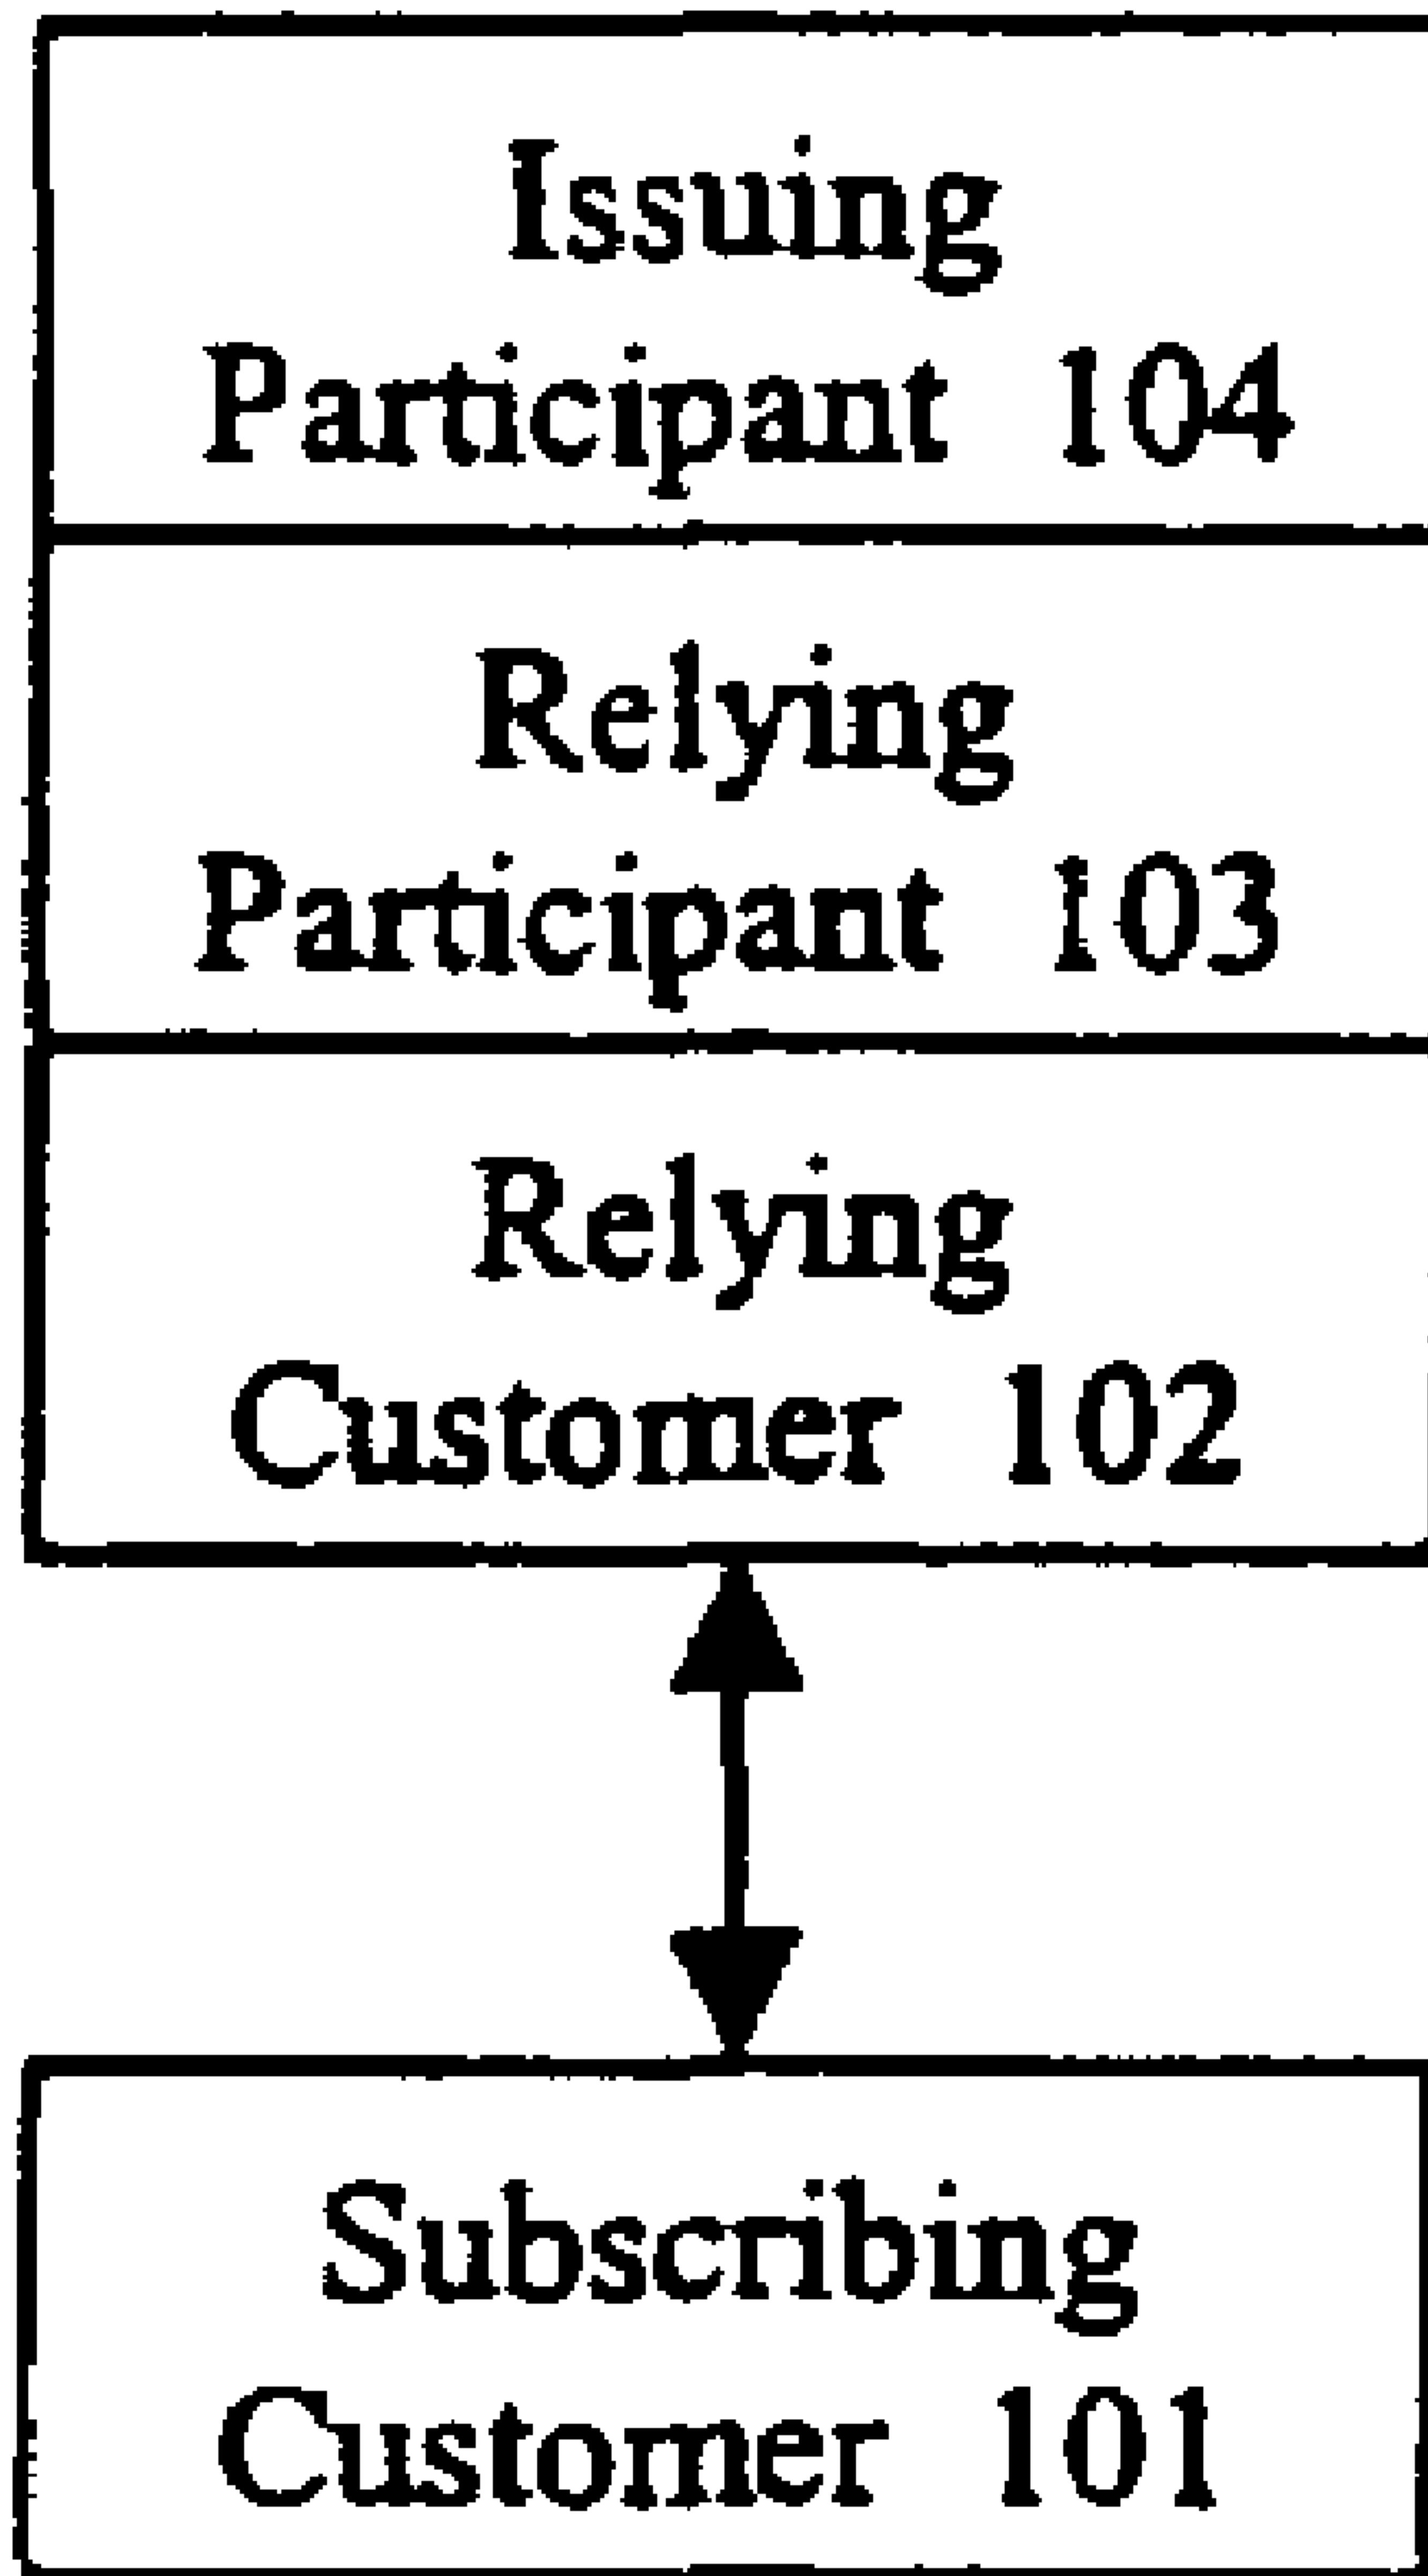 Issuing
Participant 104
Relying
Participant 103
Relying
Customer 102
Subscribing
Customer 101